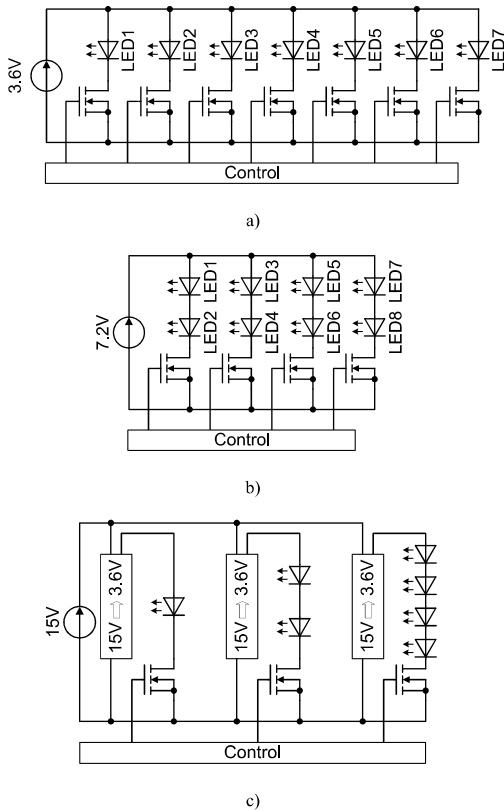 3.6V
LED1
LED2
LED3
LED4
LED5
LED6
LED7
Control
a)
7.2V
LED1
LED3
LED5
LED7
LED2
LED4
LED6
LED8
Control
b)
15V
15V ⇨ 3.6V
15V ⇨ 3.6V
15V ⇨ 3.6V
Control
c)